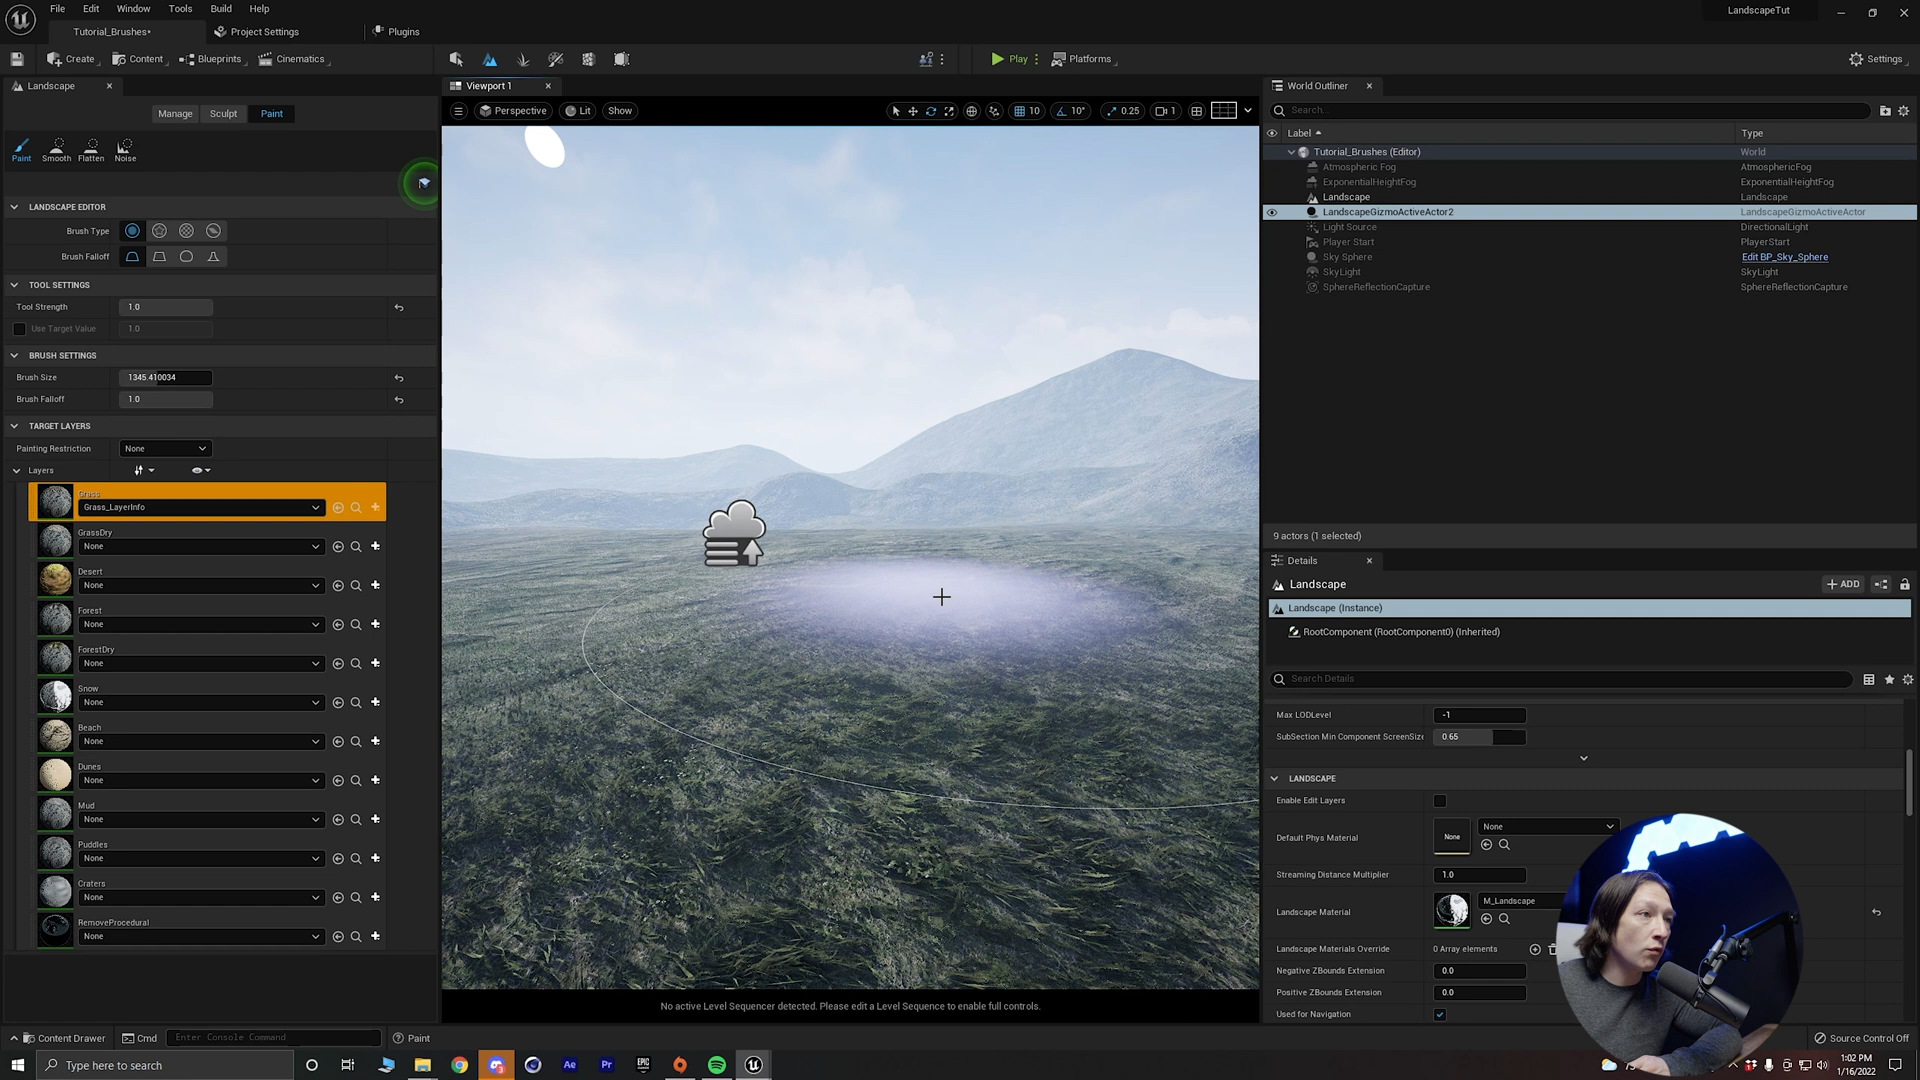 File Edit Window Tools Build Help
LandscapeTut
Tutorial_Brushes•
Project Settings
Plugins
Create
Content
Blueprints
Cinematics
Play
Platforms
Settings
Landscape
Manage
Sculpt
Paint
Paint
Smooth
Flatten
Noise
LANDSCAPE EDITOR
Brush Type
Brush Falloff
TOOL SETTINGS
Tool Strength
1.0
Use Target Value
1.0
BRUSH SETTINGS
Brush Size
1345.410034
Brush Falloff
1.0
TARGET LAYERS
Painting Restriction
None
Layers
Grass
Grass_LayerInfo
GrassDry
None
Desert
None
Forest
None
ForestDry
None
Snow
None
Beach
None
Dunes
None
Mud
None
Puddles
None
Craters
None
RemoveProcedural
None
Viewport 1
Perspective
Lit
Show
10
10°
0.25
1
No active Level Sequencer detected. Please edit a Level Sequence to enable full controls.
World Outliner
Search...
Label
Type
Tutorial_Brushes (Editor)
World
Atmospheric Fog
AtmosphericFog
ExponentialHeightFog
ExponentialHeightFog
Landscape
Landscape
LandscapeGizmoActiveActor2
LandscapeGizmoActiveActor
Light Source
DirectionalLight
Player Start
PlayerStart
Sky Sphere
Edit BP_Sky_Sphere
SkyLight
SkyLight
SphereReflectionCapture
SphereReflectionCapture
9 actors (1 selected)
Details
Landscape
ADD
Landscape (Instance)
RootComponent (RootComponent0) (Inherited)
Search Details
Max LODLevel
-1
SubSection Min Component ScreenSize
0.65
LANDSCAPE
Enable Edit Layers
Default Phys Material
None
None
Streaming Distance Multiplier
1.0
Landscape Material
M_Landscape
Landscape Materials Override
0 Array elements
Negative ZBounds Extension
0.0
Positive ZBounds Extension
0.0
Used for Navigation
Content Drawer
Cmd
Enter Console Command
Paint
Source Control Off
Type here to search
Ae
Pr
EPIC
1:02 PM
1/16/2022